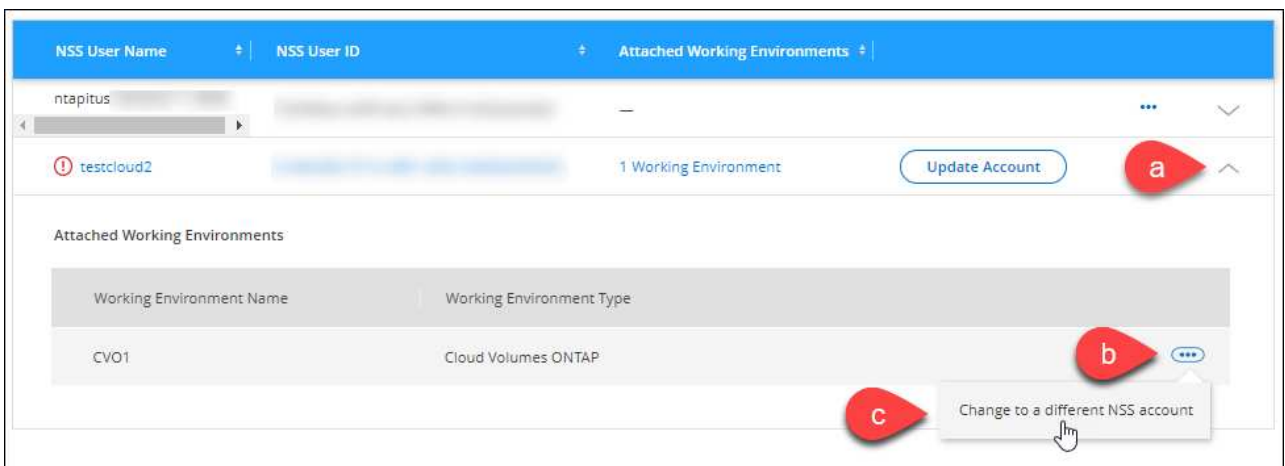 NSS User Name NSS User ID Attached Working Environments
ntapitus
— •••
testcloud2 1 Working Environment Update Account a
Attached Working Environments
Working Environment Name Working Environment Type
CVO1 Cloud Volumes ONTAP b •••
c Change to a different NSS account